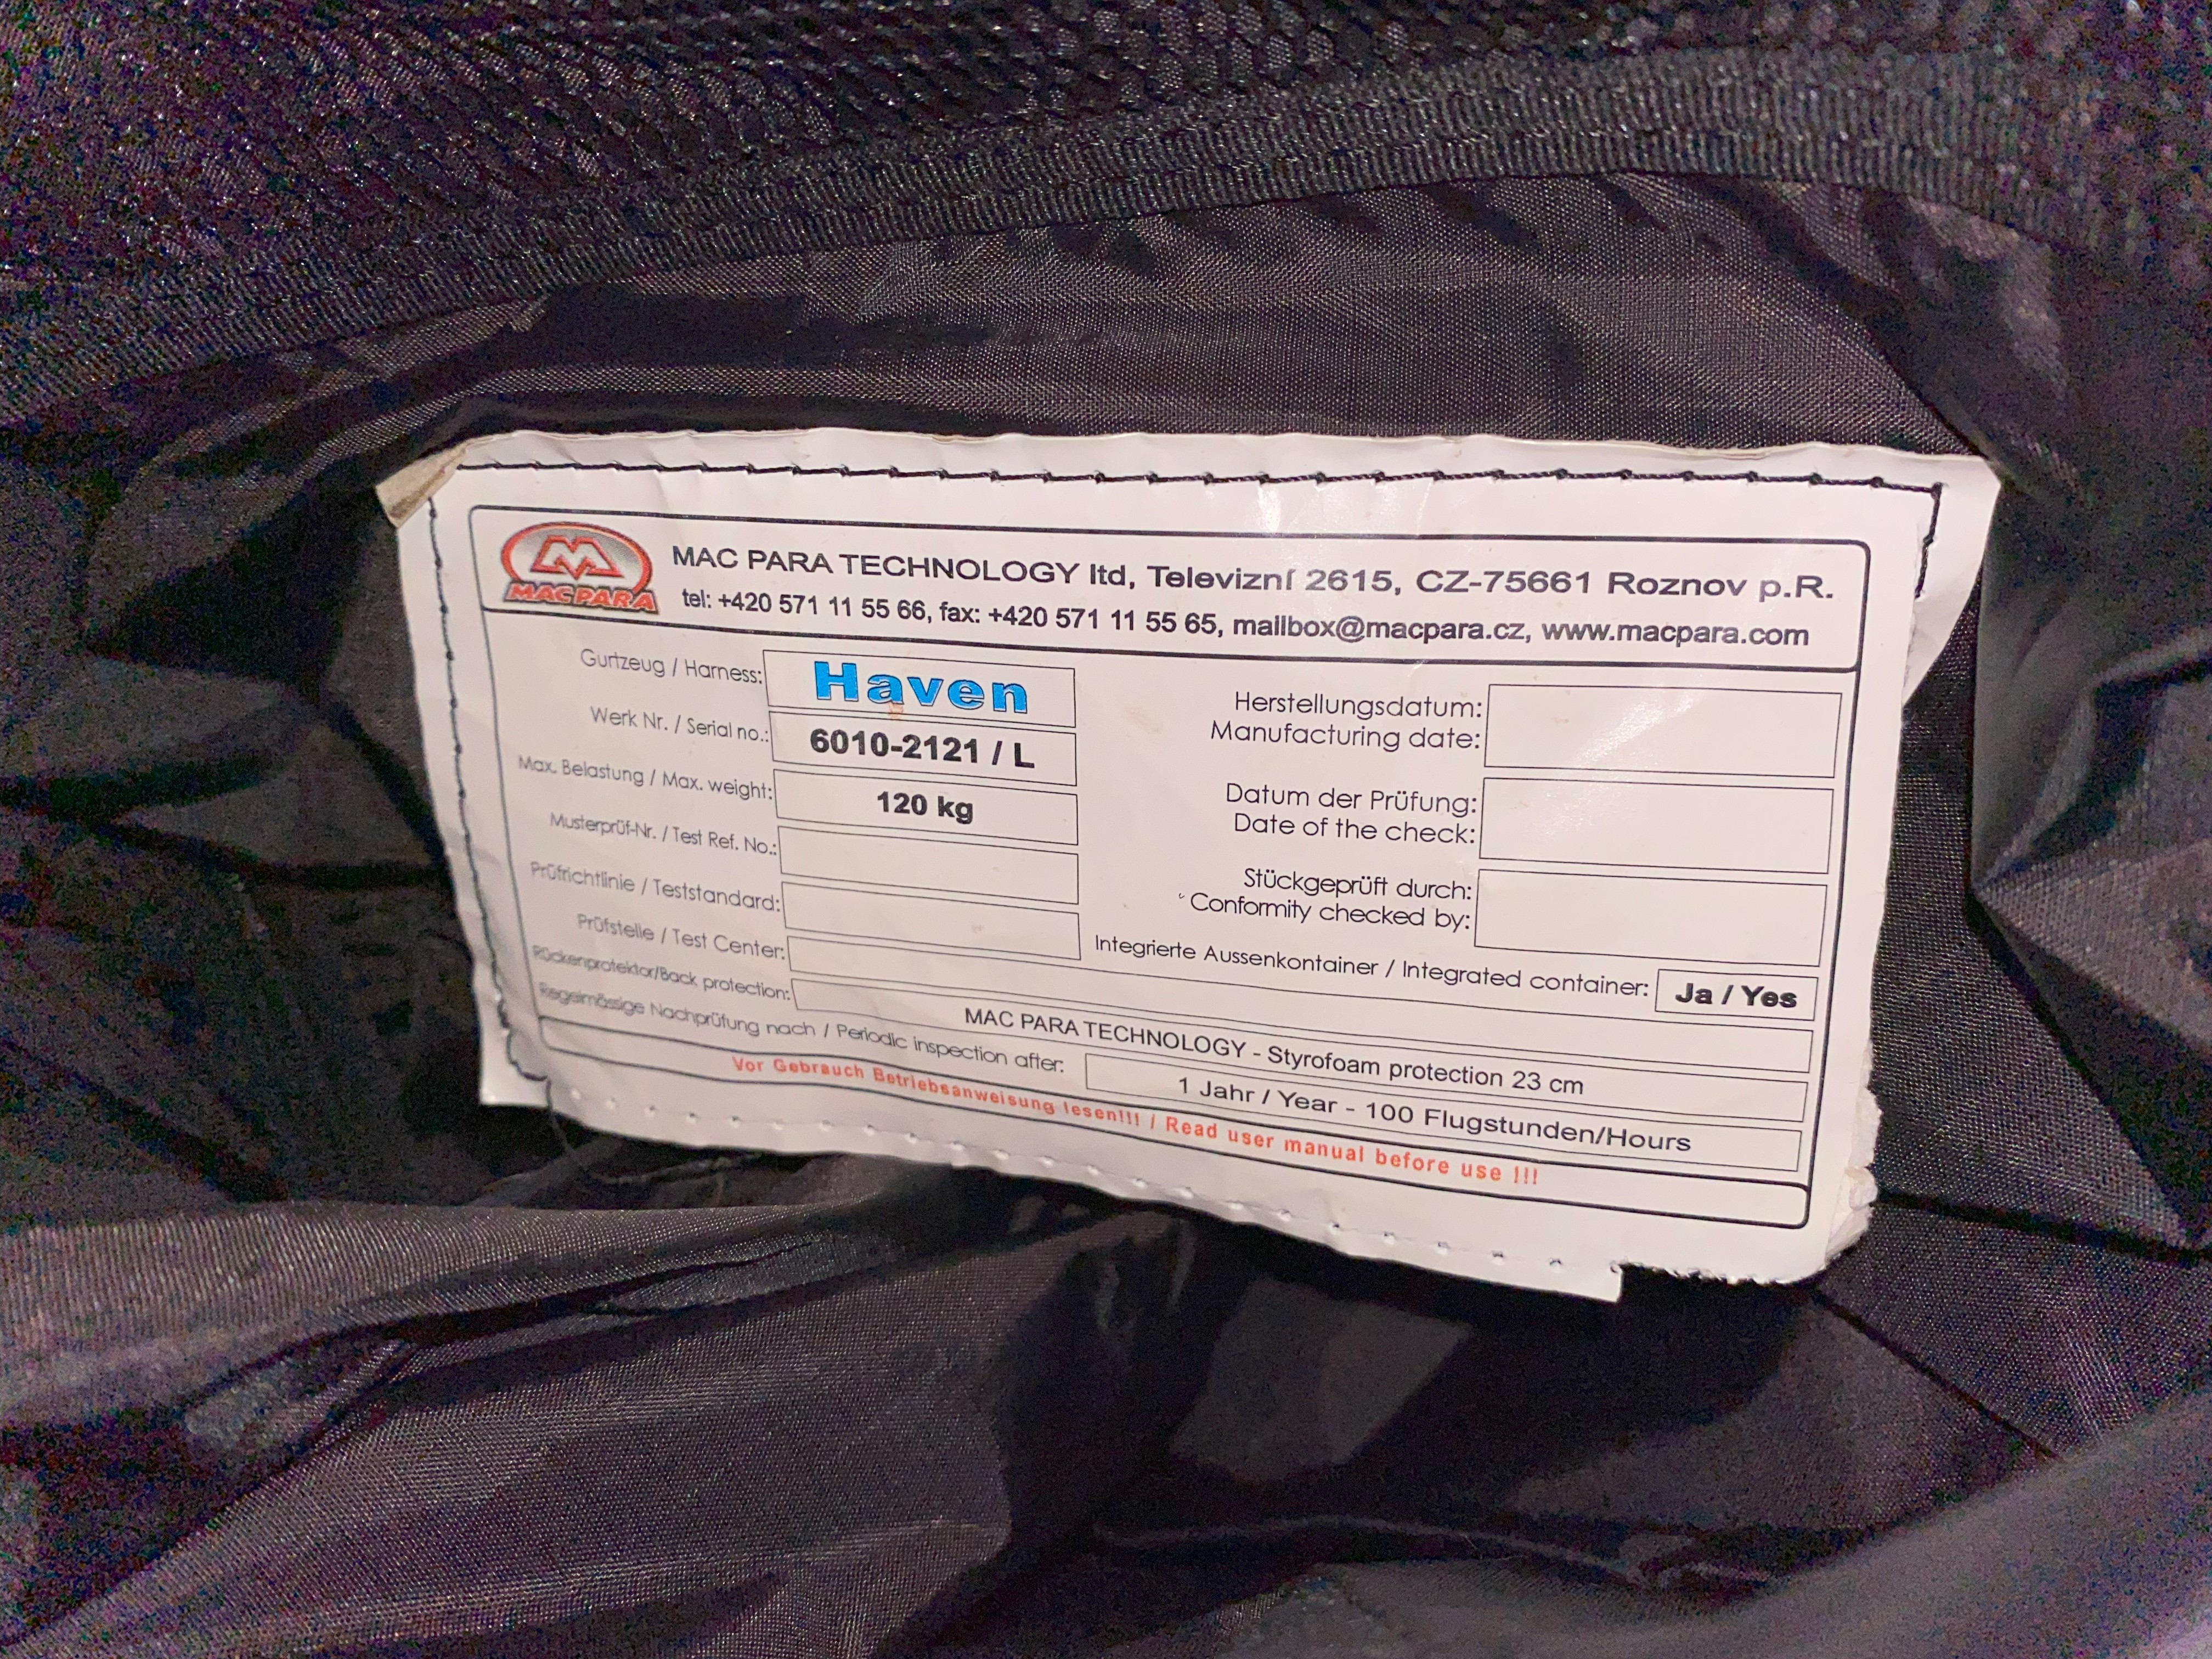 MAC PARA TECHNOLOGY ltd, Televizní 2615, CZ-75661 Roznov p.R.
MACPARA
tel: +420 571 11 55 66, fax: +420 571 11 55 65, mailbox@macpara.cz, www.macpara.com
Gurtzeug / Harness: Haven
Werk Nr. / Serial no.: 6010-2121 / L
Max. Belastung / Max. weight: 120 kg
Musterprüf-Nr. / Test Ref. No.:
Prüfrichtlinie / Teststandard:
Prüfstelle / Test Center:
Herstellungsdatum:
Manufacturing date:
Datum der Prüfung:
Date of the check:
Stückgeprüft durch:
Conformity checked by:
Integrierte Aussenkontainer / Integrated container: Ja / Yes
Rückenprotektor/Back protection: MAC PARA TECHNOLOGY - Styrofoam protection 23 cm
Regelmässige Nachprüfung nach / Periodic inspection after: 1 Jahr / Year - 100 Flugstunden/Hours
Vor Gebrauch Betriebsanweisung lesen!!! / Read user manual before use !!!